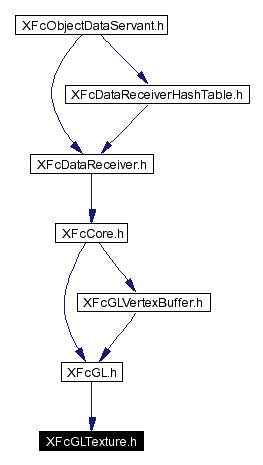 XFcObjectDataServant.h
XFcDataReceiverHashTable.h
XFcDataReceiver.h
XFcCore.h
XFcGLVertexBuffer.h
XFcGL.h
XFcGLTexture.h